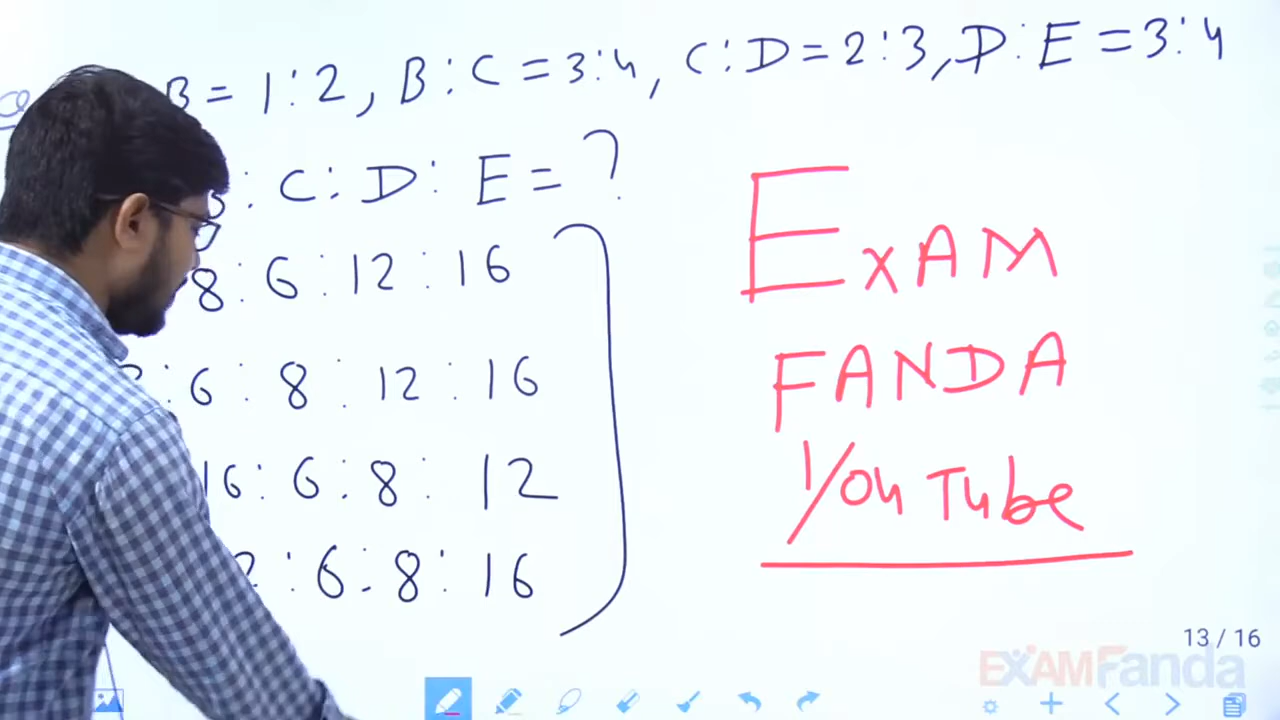 B = 1 : 2 , B : C = 3 : 4 , C : D = 2 : 3 , D : E = 3 : 4
: C : D : E = ?
8 : 6 : 12 : 16
: 6 : 8 : 12 : 16
16 : 6 : 8 : 12
2 : 6 : 8 : 16
EXAM
FANDA
YouTube
13 / 16
EXAMFanda